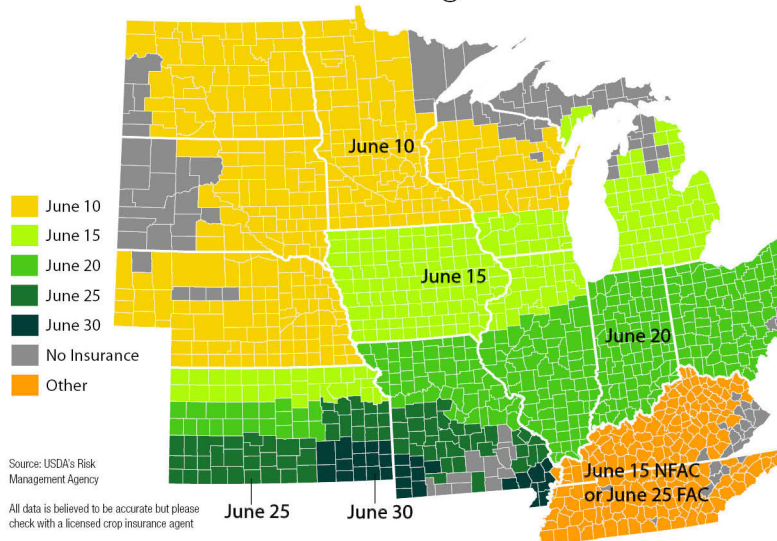 June 10
June 15
June 20
June 10
June 15
June 20
June 25
June 30
No Insurance
Other
June 15 NFAC
or June 25 FAC
Source: USDA's Risk
Management Agency
All data is believed to be accurate but please
check with a licensed crop insurance agent
June 25
June 30